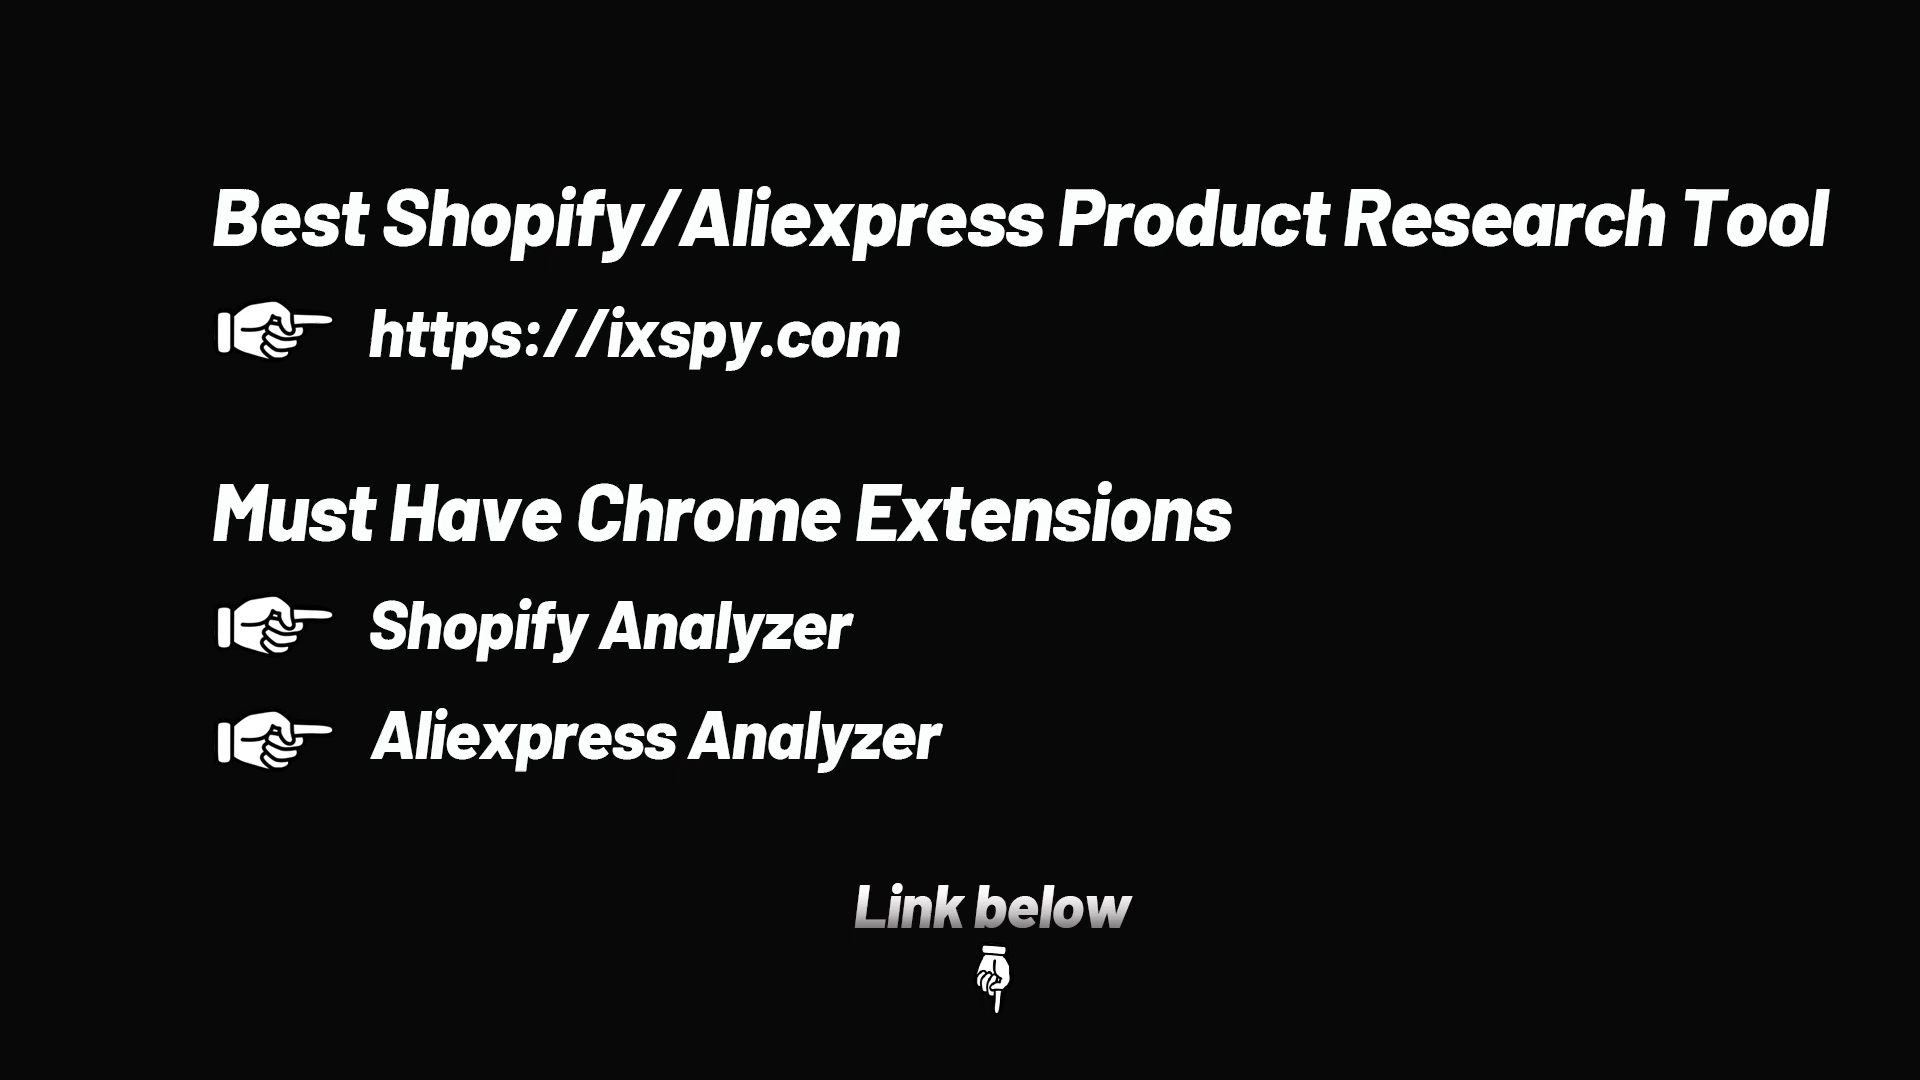 Best Shopify/Aliexpress Product Research Tool
https://ixspy.com
Must Have Chrome Extensions
Shopify Analyzer
Aliexpress Analyzer
Link below